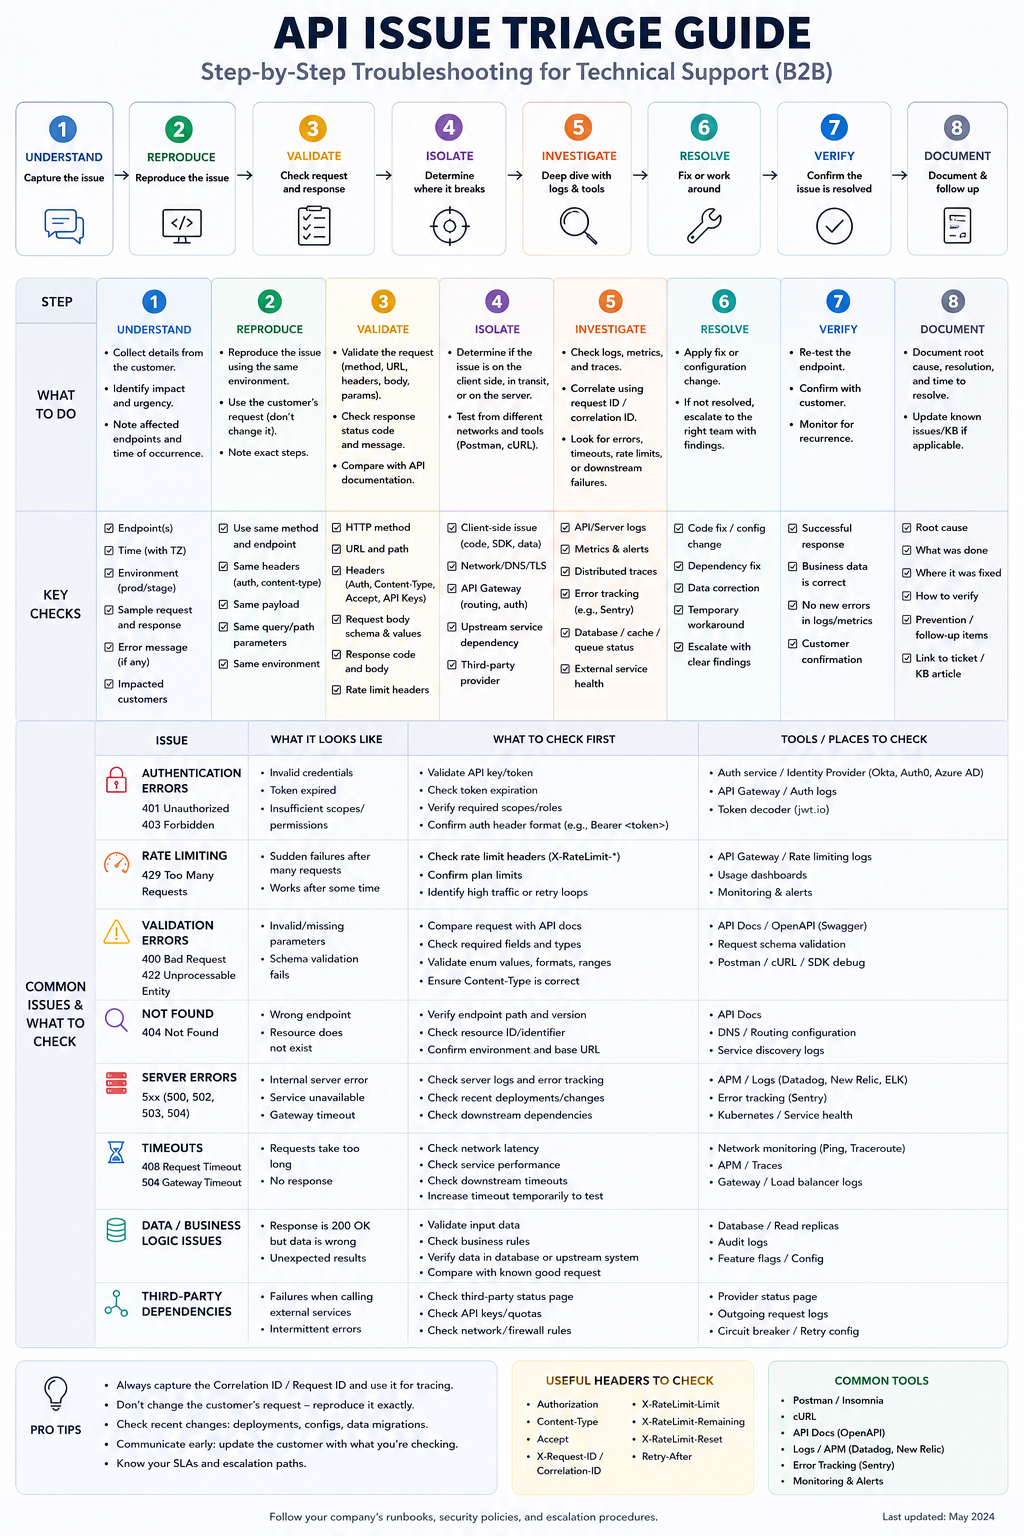 API ISSUE TRIAGE GUIDE
Step-by-Step Troubleshooting for Technical Support (B2B)
1
UNDERSTAND
Capture the issue
2
REPRODUCE
Reproduce the issue
</>
3
VALIDATE
Check request
and response
4
ISOLATE
Determine
where it breaks
5
INVESTIGATE
Deep dive with
logs & tools
6
RESOLVE
Fix or work
around
7
VERIFY
Confirm the
issue is resolved
8
DOCUMENT
Document &
follow up
STEP
1
UNDERSTAND
2
REPRODUCE
3
VALIDATE
4
ISOLATE
5
INVESTIGATE
6
RESOLVE
7
VERIFY
8
DOCUMENT
WHAT
TO DO
• Collect details from
the customer.
• Identify impact
and urgency.
• Note affected
endpoints and
time of occurrence.
• Reproduce the issue
using the same
environment.
• Use the customer's
request (don't
change it).
• Note exact steps.
• Validate the request
(method, URL,
headers, body,
params).
• Check response
status code
and message.
• Compare with API
documentation.
• Determine if the
issue is on the
client side, in transit,
or on the server.
• Test from different
networks and tools
(Postman, cURL).
• Check logs, metrics,
and traces.
• Correlate using
request ID /
correlation ID.
• Look for errors,
timeouts, rate limits,
or downstream
failures.
• Apply fix or
configuration
change.
• If not resolved,
escalate to the
right team with
findings.
• Re-test the
endpoint.
• Confirm with
customer.
• Monitor for
recurrence.
• Document root
cause, resolution,
and time to
resolve.
• Update known
issues/KB if
applicable.
KEY
CHECKS
Endpoint(s)
Time (with TZ)
Environment
(prod/stage)
Sample request
and response
Error message
(if any)
Impacted
customers
Use same method
and endpoint
Same headers
(auth, content-type)
Same payload
Same query/path
parameters
Same environment
HTTP method
URL and path
Headers
(Auth, Content-Type,
Accept, API Keys)
Request body
schema & values
Response code
and body
Rate limit headers
Client-side issue
(code, SDK, data)
Network/DNS/TLS
API Gateway
(routing, auth)
Upstream service
dependency
Third-party
provider
API/Server logs
Metrics & alerts
Distributed traces
Error tracking
(e.g., Sentry)
Database / cache /
queue status
External service
health
Code fix / config
change
Dependency fix
Data correction
Temporary
workaround
Escalate with
clear findings
Successful
response
Business data
is correct
No new errors
in logs/metrics
Customer
confirmation
Root cause
What was done
Where it was fixed
How to verify
Prevention /
follow-up items
Link to ticket /
KB article
COMMON
ISSUES &
WHAT TO
CHECK
ISSUE
WHAT IT LOOKS LIKE
WHAT TO CHECK FIRST
TOOLS / PLACES TO CHECK
AUTHENTICATION
ERRORS
401 Unauthorized
403 Forbidden
• Invalid credentials
• Token expired
• Insufficient scopes/
permissions
• Validate API key/token
• Check token expiration
• Verify required scopes/roles
• Confirm auth header format (e.g., Bearer <token>)
• Auth service / Identity Provider (Okta, Auth0, Azure AD)
• API Gateway / Auth logs
• Token decoder (jwt.io)
RATE LIMITING
429 Too Many
Requests
• Sudden failures after
many requests
• Works after some time
• Check rate limit headers (X-RateLimit-*)
• Confirm plan limits
• Identify high traffic or retry loops
• API Gateway / Rate limiting logs
• Usage dashboards
• Monitoring & alerts
VALIDATION
ERRORS
400 Bad Request
422 Unprocessable
Entity
• Invalid/missing
parameters
• Schema validation
fails
• Compare request with API docs
• Check required fields and types
• Validate enum values, formats, ranges
• Ensure Content-Type is correct
• API Docs / OpenAPI (Swagger)
• Request schema validation
• Postman / cURL / SDK debug
NOT FOUND
404 Not Found
• Wrong endpoint
• Resource does
not exist
• Verify endpoint path and version
• Check resource ID/identifier
• Confirm environment and base URL
• API Docs
• DNS / Routing configuration
• Service discovery logs
SERVER ERRORS
5xx (500, 502,
503, 504)
• Internal server error
• Service unavailable
• Gateway timeout
• Check server logs and error tracking
• Check recent deployments/changes
• Check downstream dependencies
• APM / Logs (Datadog, New Relic, ELK)
• Error tracking (Sentry)
• Kubernetes / Service health
TIMEOUTS
408 Request Timeout
504 Gateway Timeout
• Requests take too
long
• No response
• Check network latency
• Check service performance
• Check downstream timeouts
• Increase timeout temporarily to test
• Network monitoring (Ping, Traceroute)
• APM / Traces
• Gateway / Load balancer logs
DATA / BUSINESS
LOGIC ISSUES
• Response is 200 OK
but data is wrong
• Unexpected results
• Validate input data
• Check business rules
• Verify data in database or upstream system
• Compare with known good request
• Database / Read replicas
• Audit logs
• Feature flags / Config
THIRD-PARTY
DEPENDENCIES
• Failures when calling
external services
• Intermittent errors
• Check third-party status page
• Check API keys/quotas
• Check network/firewall rules
• Provider status page
• Outgoing request logs
• Circuit breaker / Retry config
PRO TIPS
• Always capture the Correlation ID / Request ID and use it for tracing.
• Don't change the customer's request – reproduce it exactly.
• Check recent changes: deployments, configs, data migrations.
• Communicate early: update the customer with what you're checking.
• Know your SLAs and escalation paths.
USEFUL HEADERS TO CHECK
• Authorization
• Content-Type
• Accept
• X-Request-ID /
Correlation-ID
• X-RateLimit-Limit
• X-RateLimit-Remaining
• X-RateLimit-Reset
• Retry-After
COMMON TOOLS
• Postman / Insomnia
• cURL
• API Docs (OpenAPI)
• Logs / APM (Datadog, New Relic)
• Error Tracking (Sentry)
• Monitoring & Alerts
Follow your company's runbooks, security policies, and escalation procedures.
Last updated: May 2024